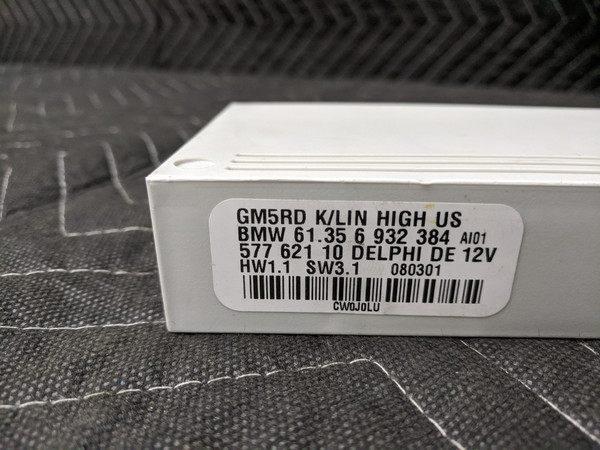 GM5RD K/LIN HIGH US
BMW 61.35 6 932 384 AI01
577 621 10 DELPHI DE 12V
HW1.1 SW3.1 080301
CW0J0LU